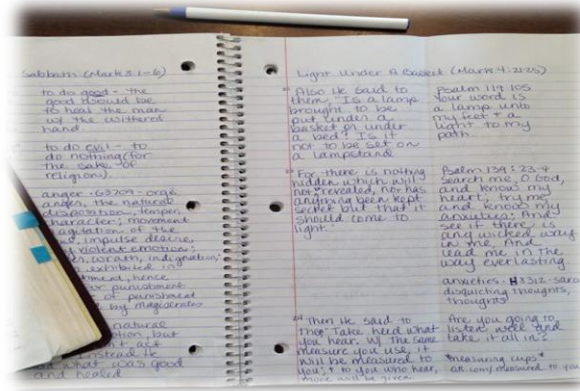 Sabbath (Mark 3:1-6)
to do good - the
good would be
to heal the man
w/ the withered
hand
to do evil - to
do nothing (for
the sake of
religion)
anger - G3709 - orgē
anger, the natural
disposition, temper,
character; movement
agitation of the
impulse, desire,
violent emotion;
wrath, indignation;
exhibited in
hence
punishment
of punishment
by magistrates
natural
but
act
instead He
what was good
and healed
Light Under A Basket (Mark 4:21-25)
21 Also He said to
them, "Is a lamp
brought to be
put under a
basket or under
a bed? Is it
not to be set on
a lampstand
22 For there is nothing
hidden which will
not be revealed, nor has
anything been kept
secret but that it
should come to
light.
24 Then He said to
them "Take heed what
you hear. W/ the same
measure you use, it
will be measured to
you; + to you who hear,
more will be given
Psalm 119:105
Your word is
a lamp unto
my feet + a
light to my
path.
Psalm 139:23-4
Search me, O God,
and know my
heart; try me,
and know my
anxieties; And
see if there is
any wicked way
in me, And
lead me in the
way everlasting
anxieties - H8312 -
disquieting thoughts,
thoughts
Are you going to
listen well and
take it all in?
"measuring cups"
measured to you